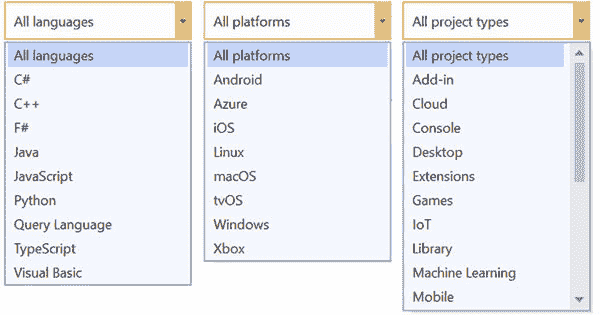 All languages
All languages
C#
C++
F#
Java
JavaScript
Python
Query Language
TypeScript
Visual Basic
All platforms
All platforms
Android
Azure
iOS
Linux
macOS
tvOS
Windows
Xbox
All project types
All project types
Add-in
Cloud
Console
Desktop
Extensions
Games
IoT
Library
Machine Learning
Mobile